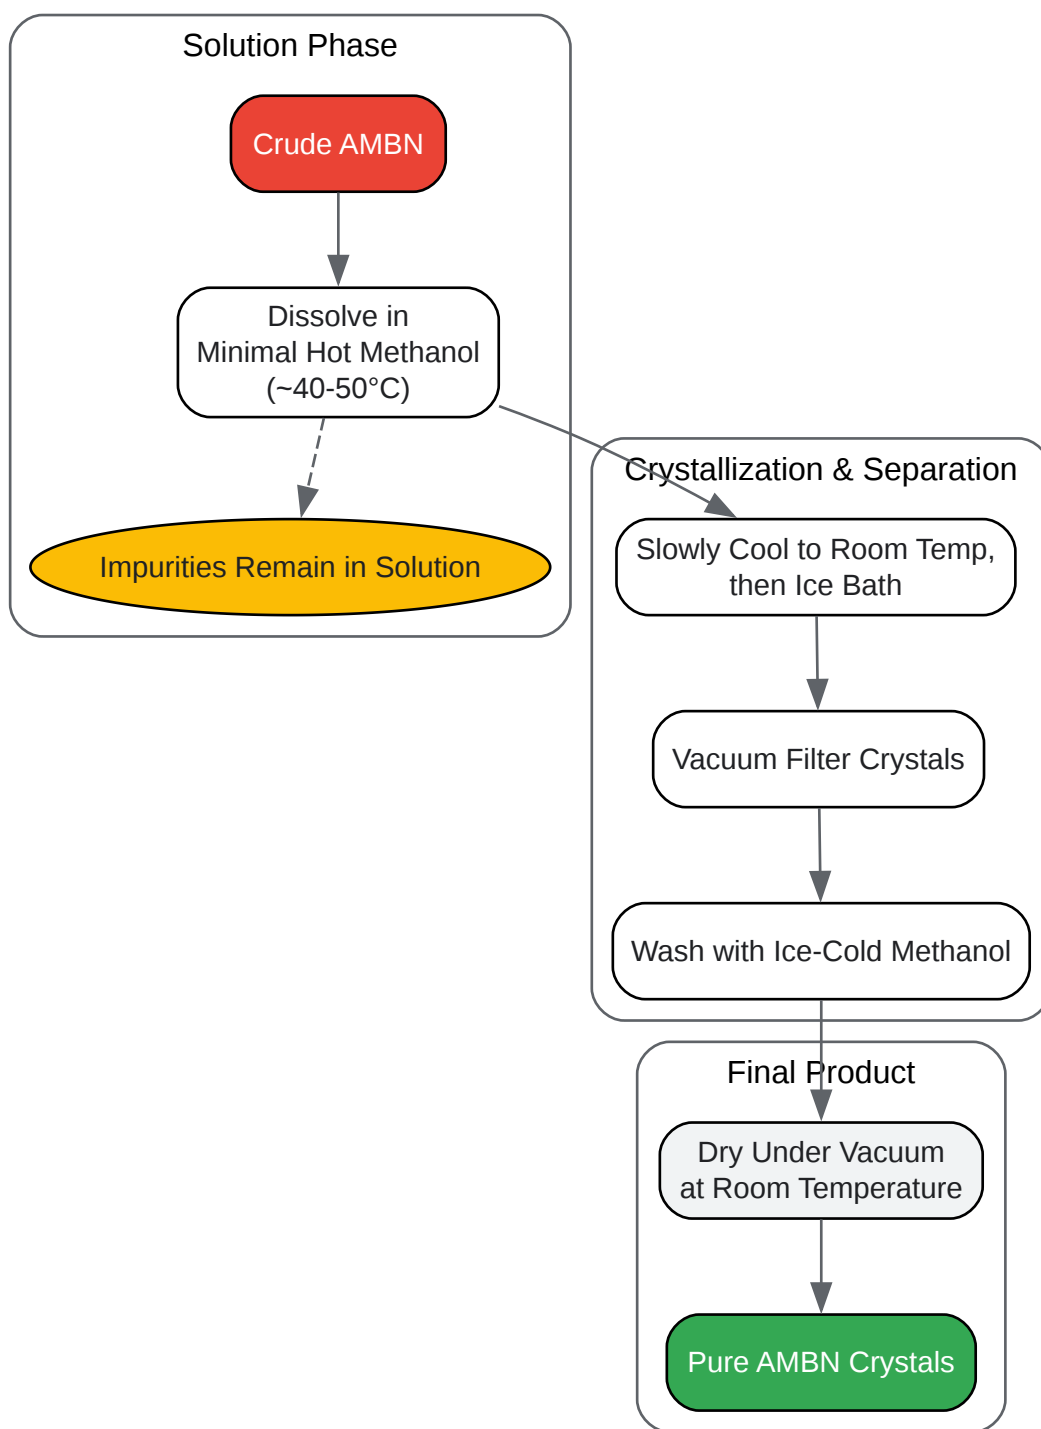 Solution Phase
Crude AMBN
Dissolve in
Minimal Hot Methanol
(~40-50°C)
Impurities Remain in Solution
Crystallization & Separation
Slowly Cool to Room Temp,
then Ice Bath
Vacuum Filter Crystals
Wash with Ice-Cold Methanol
Final Product
Dry Under Vacuum
at Room Temperature
Pure AMBN Crystals